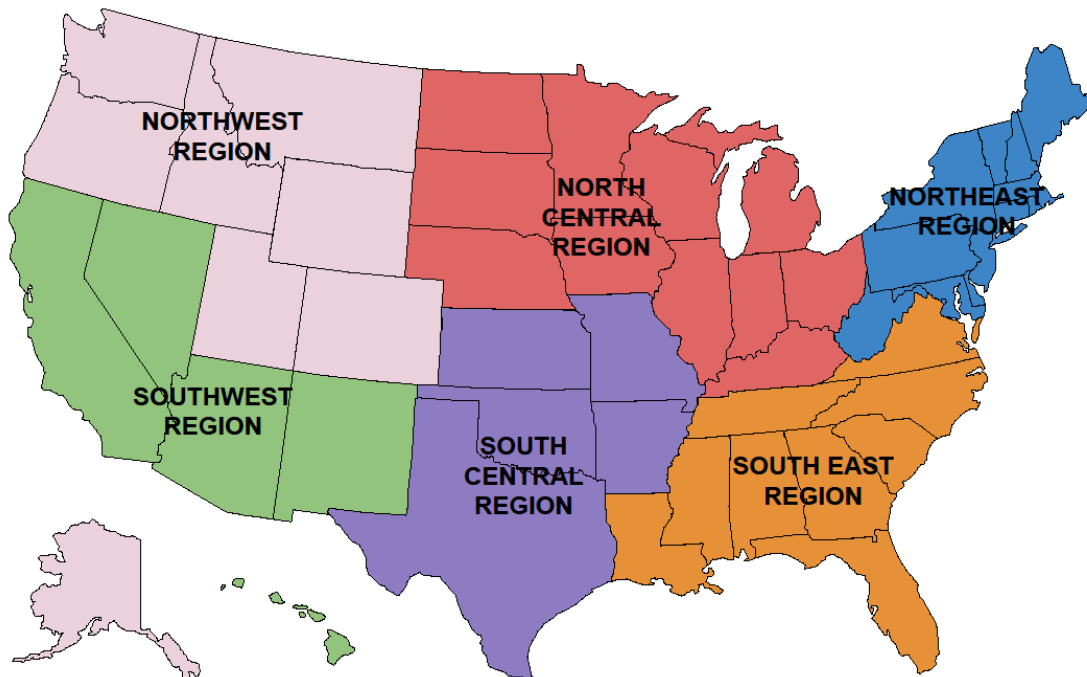 NORTHWEST
REGION
NORTH
CENTRAL
REGION
NORTHEAST
REGION
SOUTHWEST
REGION
SOUTH
CENTRAL
REGION
SOUTH EAST
REGION